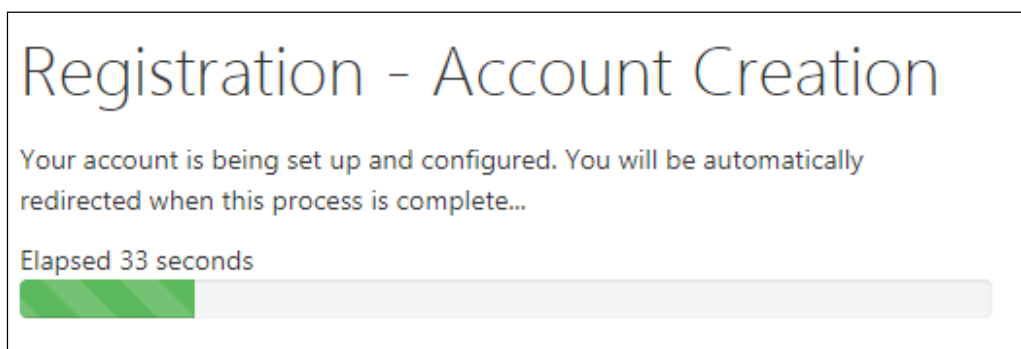 Registration - Account Creation
Your account is being set up and configured. You will be automatically
redirected when this process is complete...
Elapsed 33 seconds